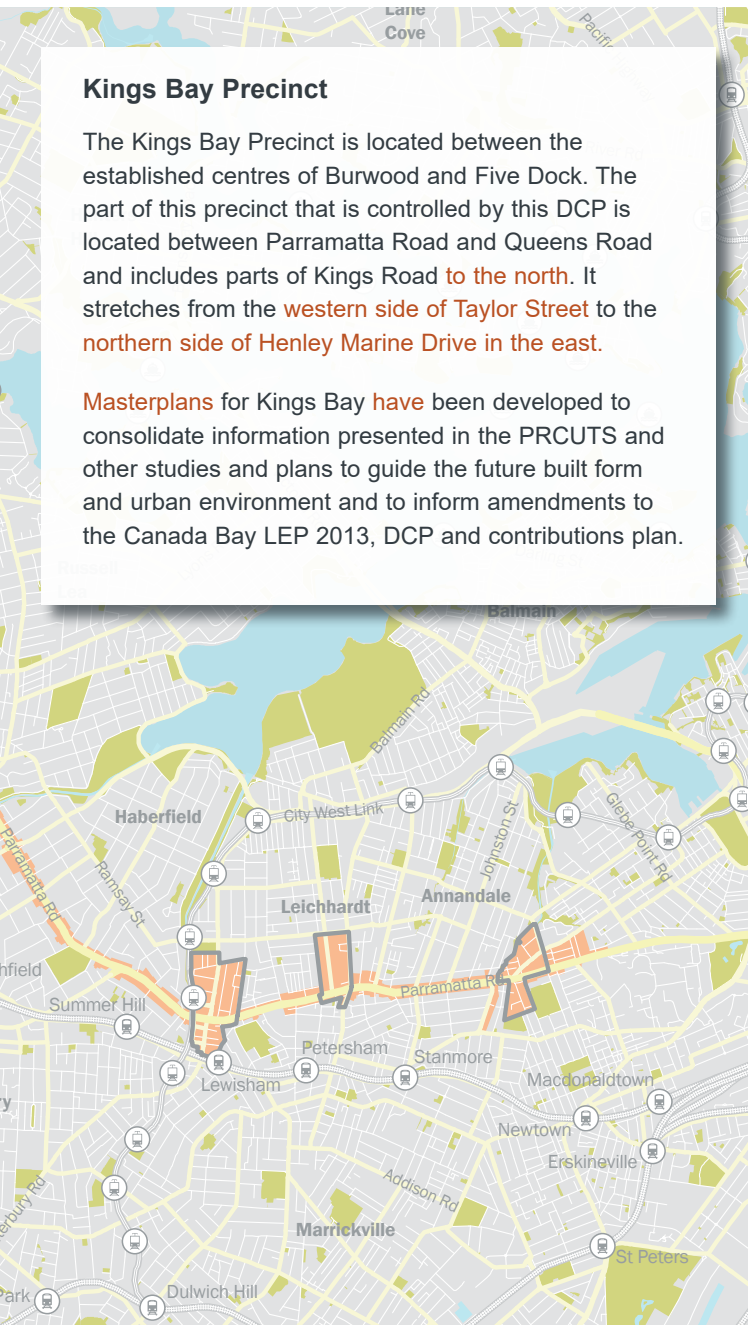 Lane
Cove
Pacific
Kings Bay Precinct
The Kings Bay Precinct is located between the
established centres of Burwood and Five Dock. The
part of this precinct that is controlled by this DCP is
located between Parramatta Road and Queens Road
and includes parts of Kings Road to the north. It
stretches from the western side of Taylor Street to the
northern side of Henley Marine Drive in the east.
Masterplans for Kings Bay have been developed to
consolidate information presented in the PRCUTS and
other studies and plans to guide the future built form
and urban environment and to inform amendments to
the Canada Bay LEP 2013, DCP and contributions plan.
Balmain
Balmain Rd
Haberfield
City West Link
Johnston St
Glebe Point Rd
Parramatta Rd
Ramsay St
Leichhardt
Annandale
hfield
Summer Hill
Parramatta Rd
Petersham
Stanmore
Lewisham
Macdonaldtown
ry
Newtown
Erskineville
Addison Rd
terbury Rd
Marrickville
St Peters
Park
Dulwich Hill